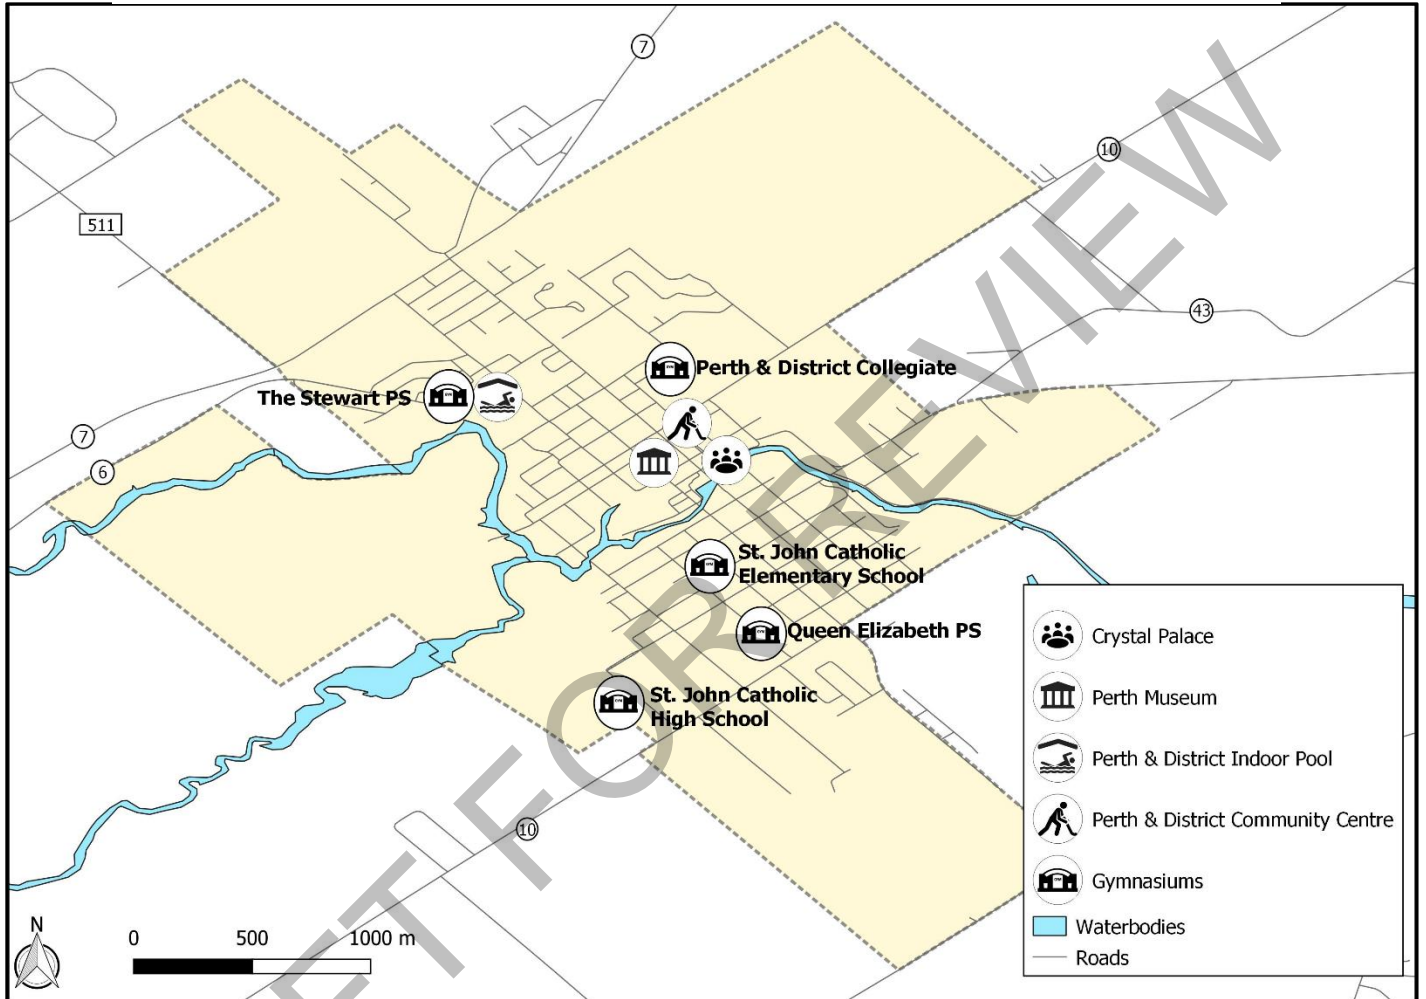 7
10
511
43
Perth & District Collegiate
The Stewart PS
7
6
St. John Catholic
Elementary School
Queen Elizabeth PS
St. John Catholic
High School
10
Crystal Palace
Perth Museum
Perth & District Indoor Pool
Perth & District Community Centre
Gymnasiums
Waterbodies
Roads
N
0 500 1000 m
ET FOR REVIEW